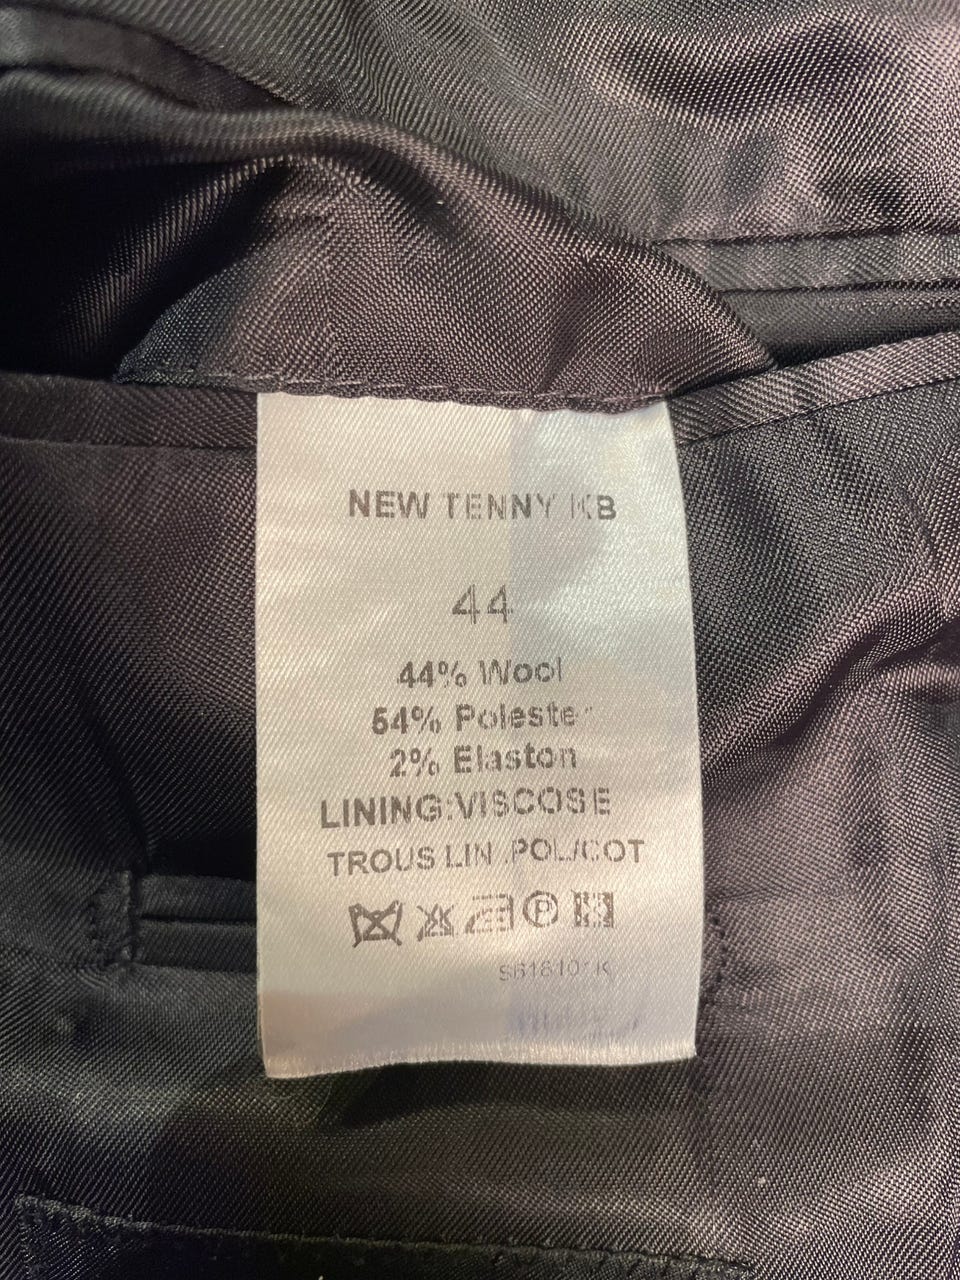 NEW TENNY KB
44
44% Wool
54% Polester
2% Elaston
LINING:VISCOSE
TROUS LIN .POL/COT
P